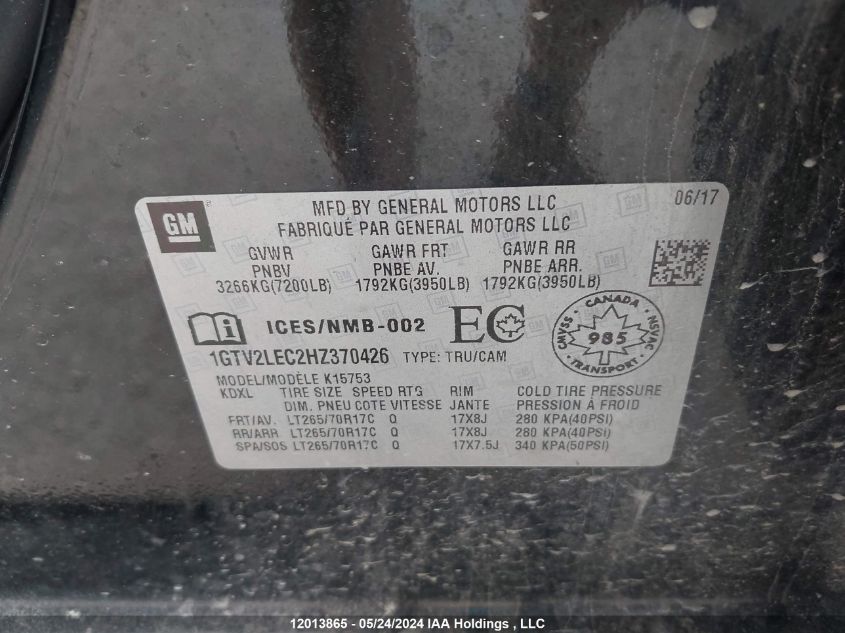 GM
MFD BY GENERAL MOTORS LLC
FABRIQUÉ PAR GENERAL MOTORS LLC
06/17
GVWR GAWR FRT GAWR RR
PNBV PNBE AV. PNBE ARR.
3266KG(7200LB) 1792KG(3950LB) 1792KG(3950LB)
ICES/NMB-002 EC
CANADA
CMVSS 985 NSVAC
TRANSPORT
1GTV2LEC2HZ370426 TYPE: TRU/CAM
MODEL/MODÈLE K15753
KDXL TIRE SIZE SPEED RTG RIM COLD TIRE PRESSURE
DIM. PNEU COTE VITESSE JANTE PRESSION À FROID
FRT/AV. LT265/70R17C Q 17X8J 280 KPA(40PSI)
RR/ARR LT265/70R17C Q 17X8J 280 KPA(40PSI)
SPA/SOS LT265/70R17C Q 17X7.5J 340 KPA(50PSI)
12013865 - 05/24/2024 IAA Holdings , LLC